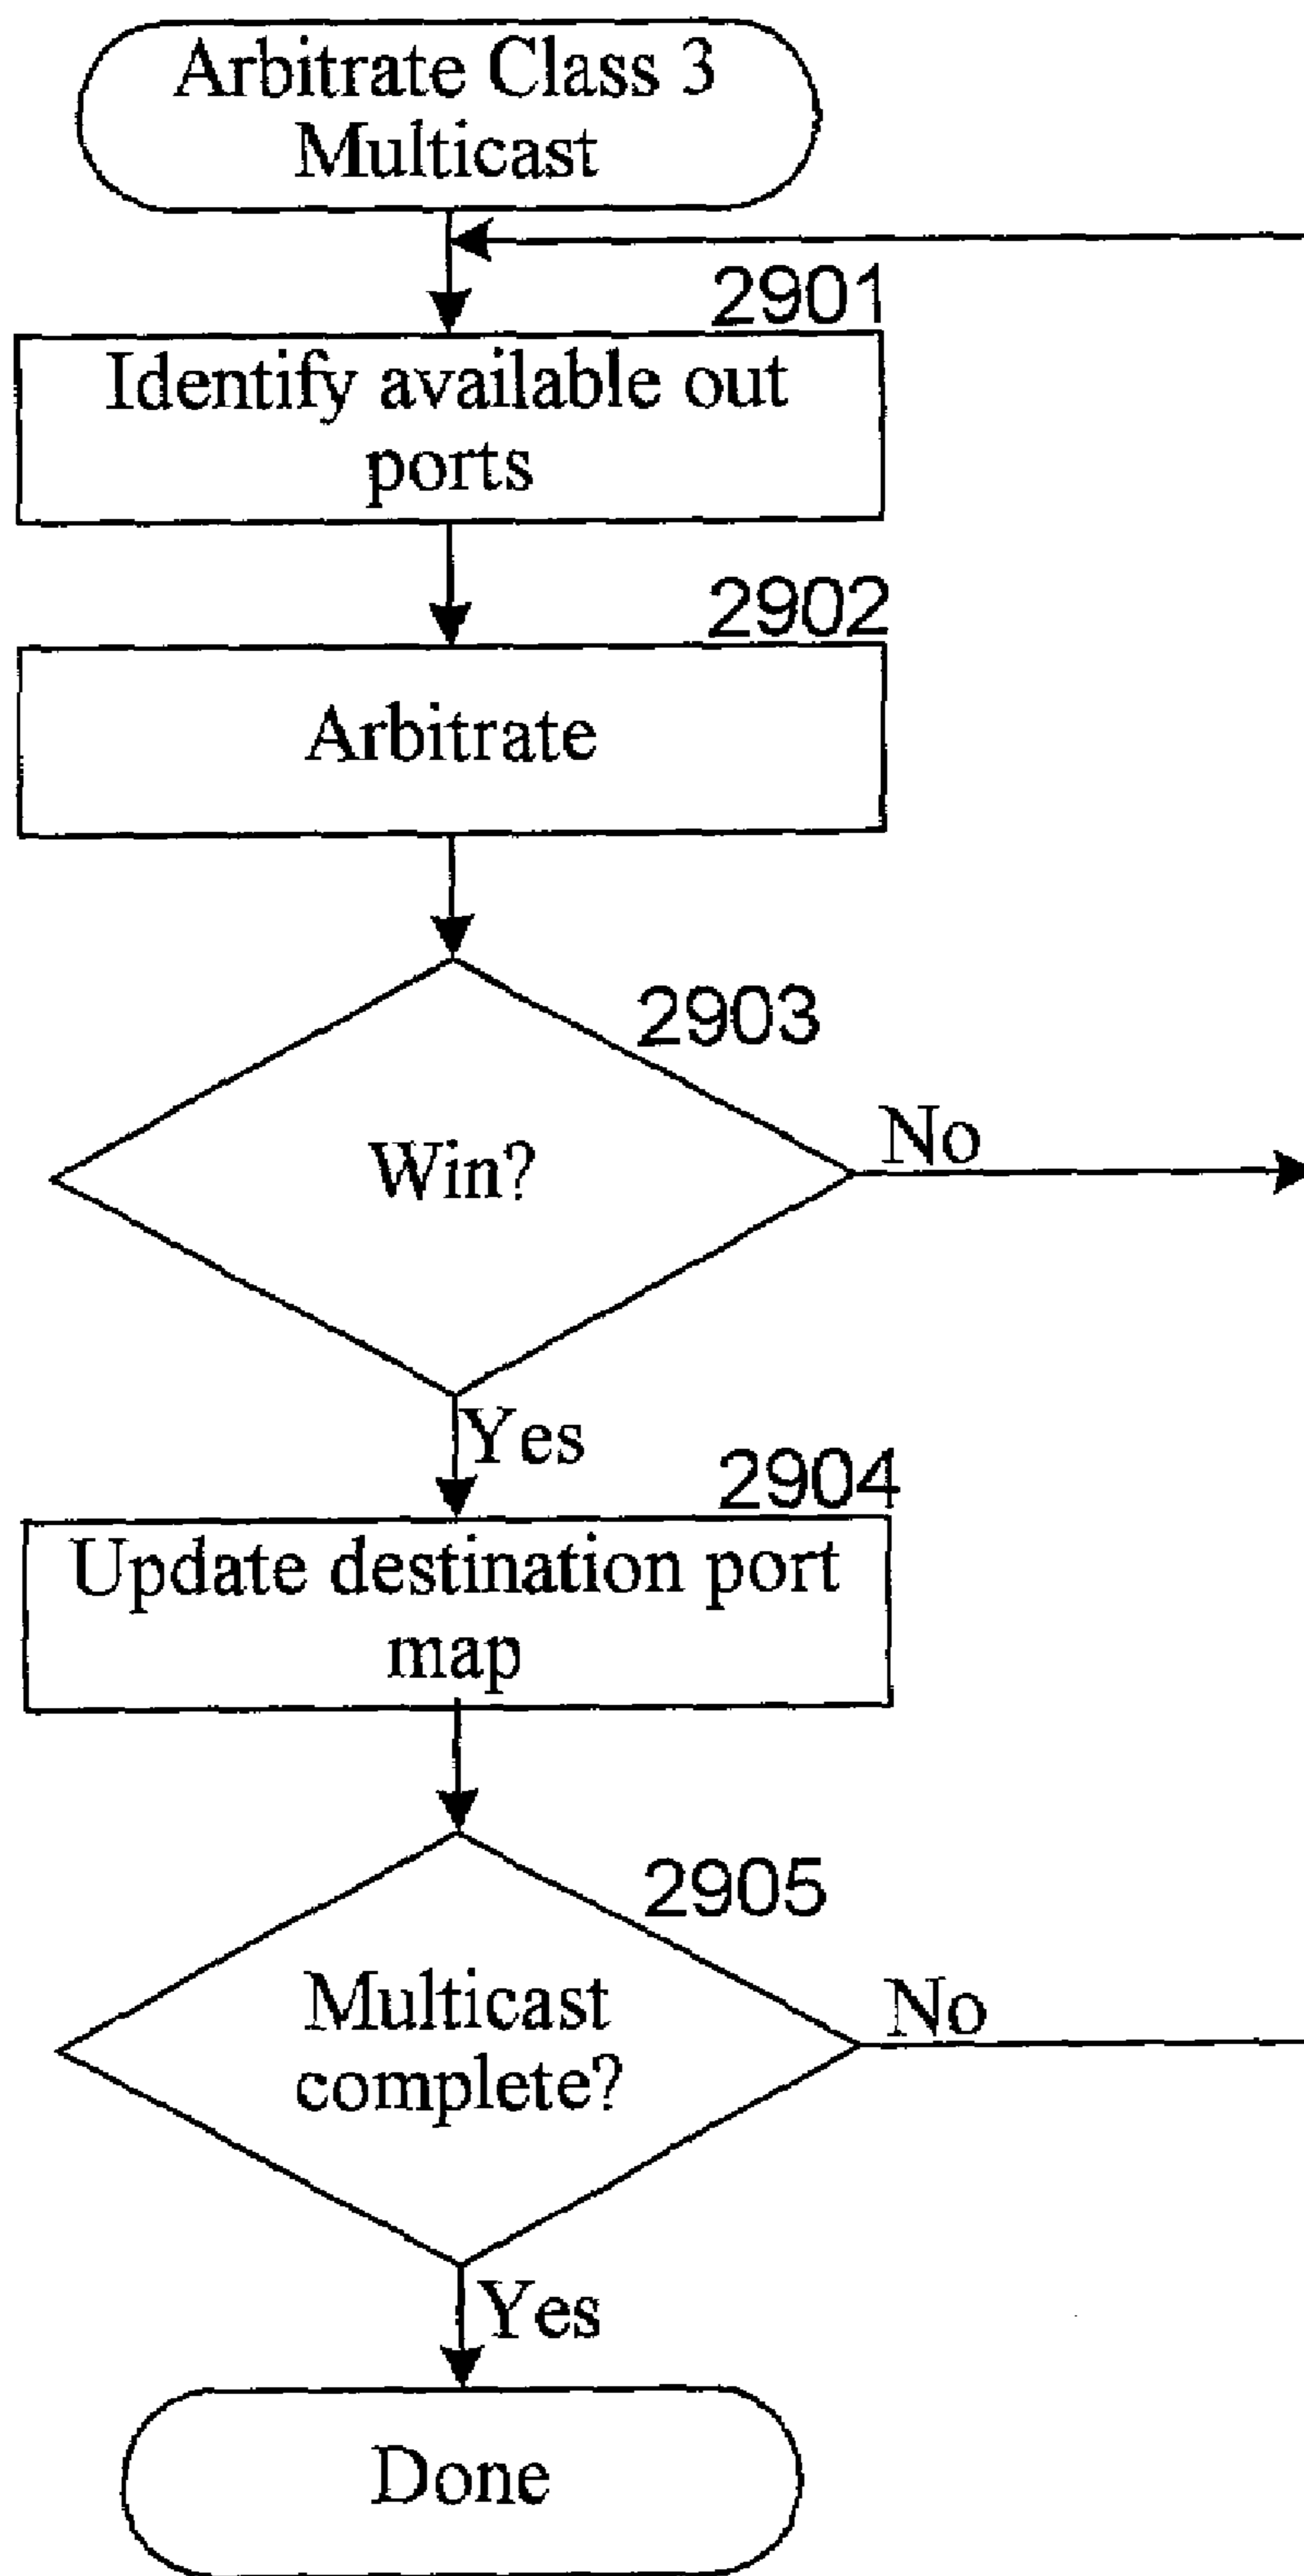 Arbitrate Class 3
Multicast
2901
Identify available out
ports
2902
Arbitrate
2903
Win?
No
Yes
2904
Update destination port
map
2905
Multicast
complete?
No
Yes
Done